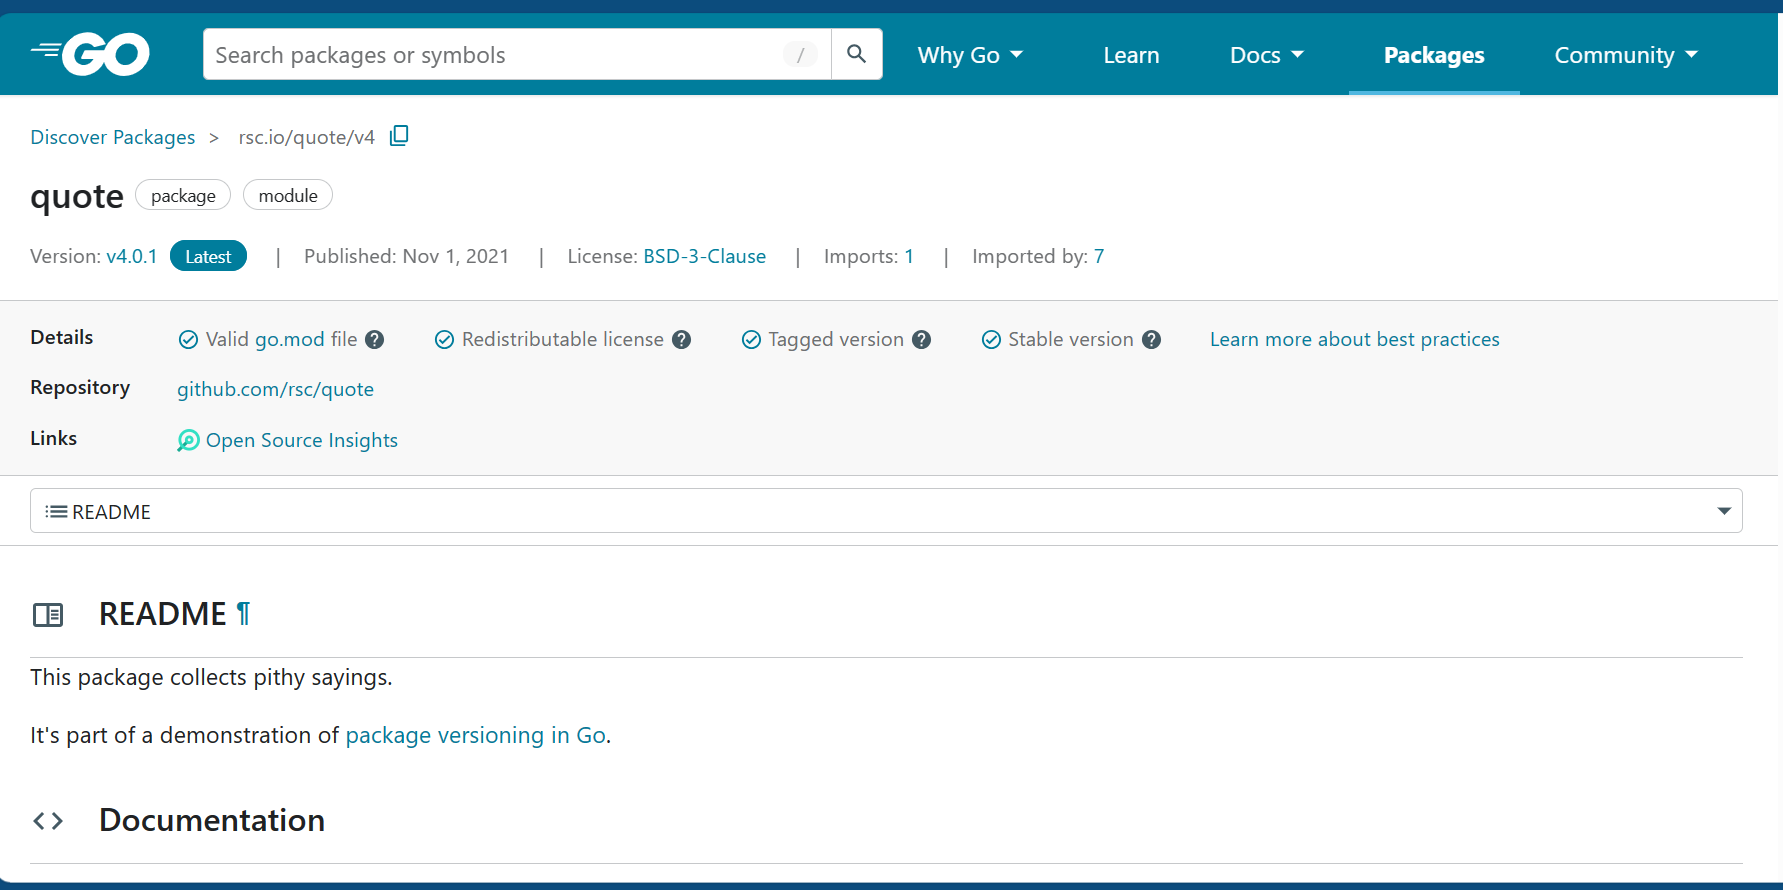 GO
Search packages or symbols /
Why Go
Learn
Docs
Packages
Community
Discover Packages > rsc.io/quote/v4
quote package module
Version: v4.0.1 Latest | Published: Nov 1, 2021 | License: BSD-3-Clause | Imports: 1 | Imported by: 7
Details Valid go.mod file ? Redistributable license ? Tagged version ? Stable version ? Learn more about best practices
Repository github.com/rsc/quote
Links Open Source Insights
README
README ¶
This package collects pithy sayings.
It's part of a demonstration of package versioning in Go.
<> Documentation